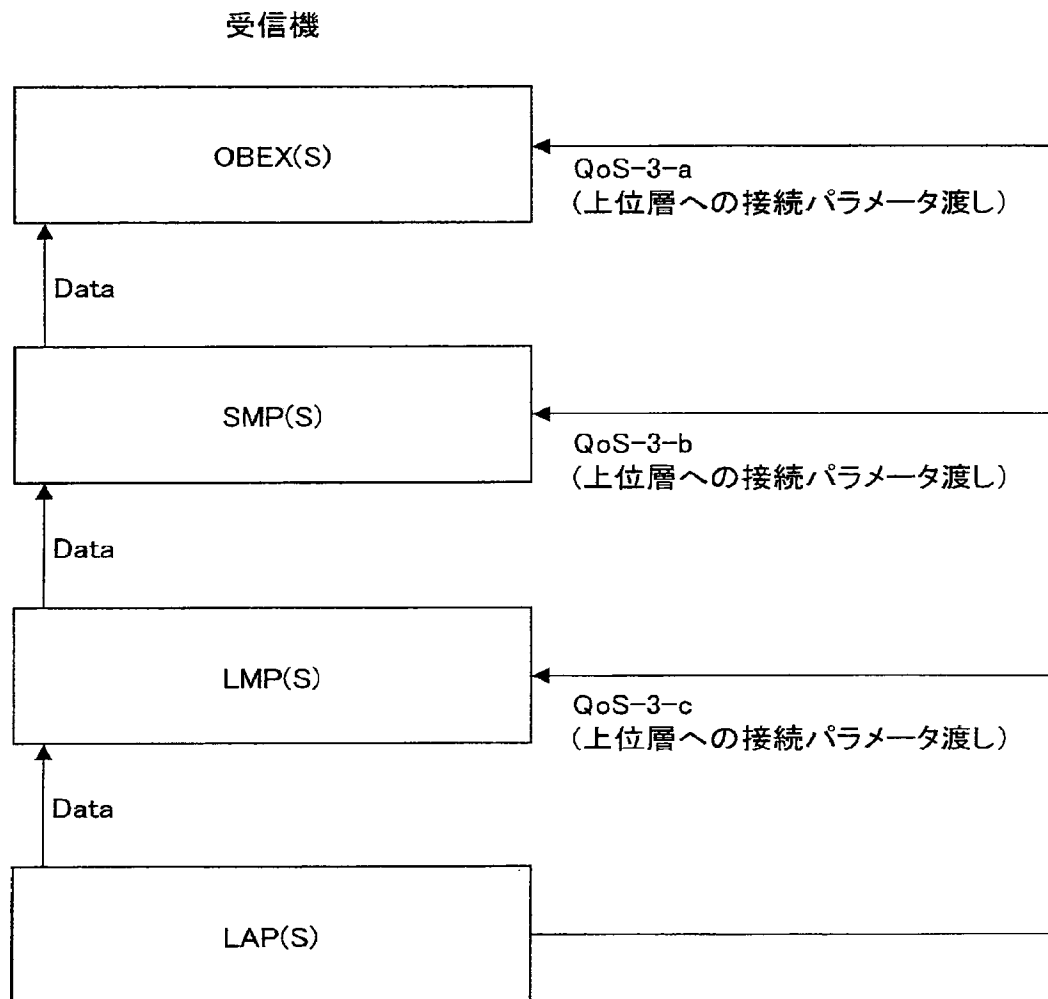 受信機
OBEX(S)
QoS-3-a
(上位層への接続パラメータ渡し)
Data
SMP(S)
QoS-3-b
(上位層への接続パラメータ渡し)
Data
LMP(S)
QoS-3-c
(上位層への接続パラメータ渡し)
Data
LAP(S)